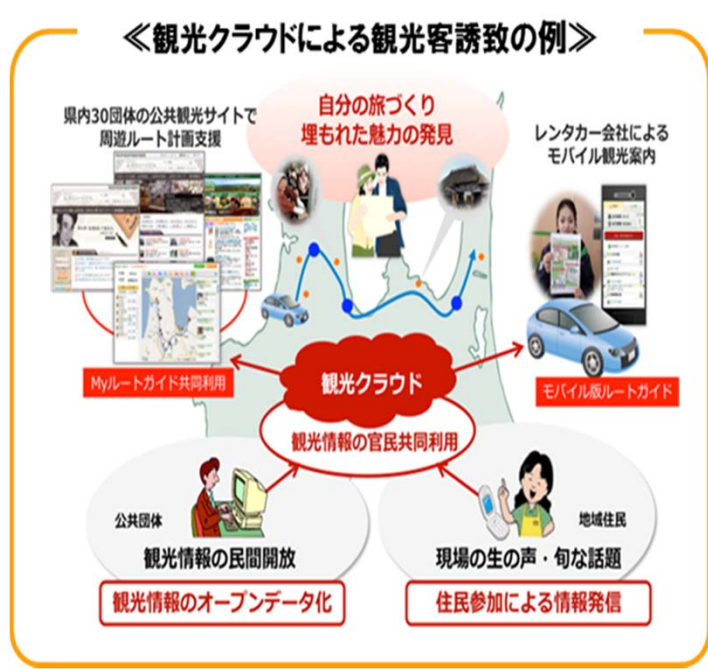 ≪観光クラウドによる観光客誘致の例≫
県内30団体の公共観光サイトで
周遊ルート計画支援
自分の旅づくり
埋もれた魅力の発見
レンタカー会社による
モバイル観光案内
Myルートガイド共同利用
観光クラウド
モバイル版ルートガイド
観光情報の官民共同利用
公共団体
観光情報の民間開放
地域住民
現場の生の声・旬な話題
観光情報のオープンデータ化
住民参加による情報発信